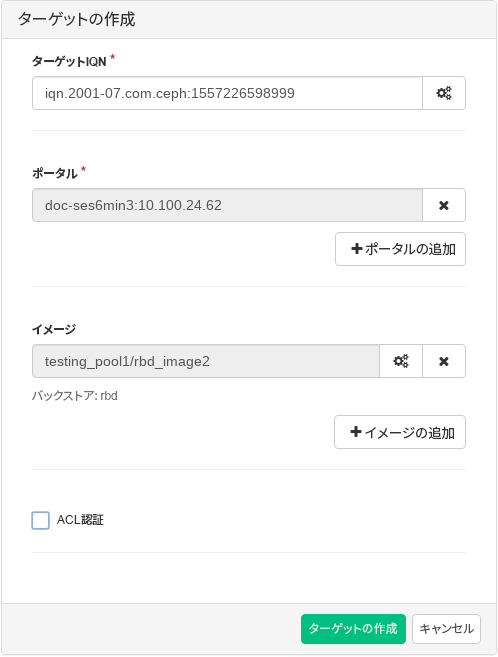 ターゲットの作成
ターゲットIQN *
iqn.2001-07.com.ceph:1557226598999
ポータル *
doc-ses6min3:10.100.24.62
ポータルの追加
イメージ
testing_pool1/rbd_image2
バックストア: rbd
イメージの追加
ACL認証
ターゲットの作成 キャンセル